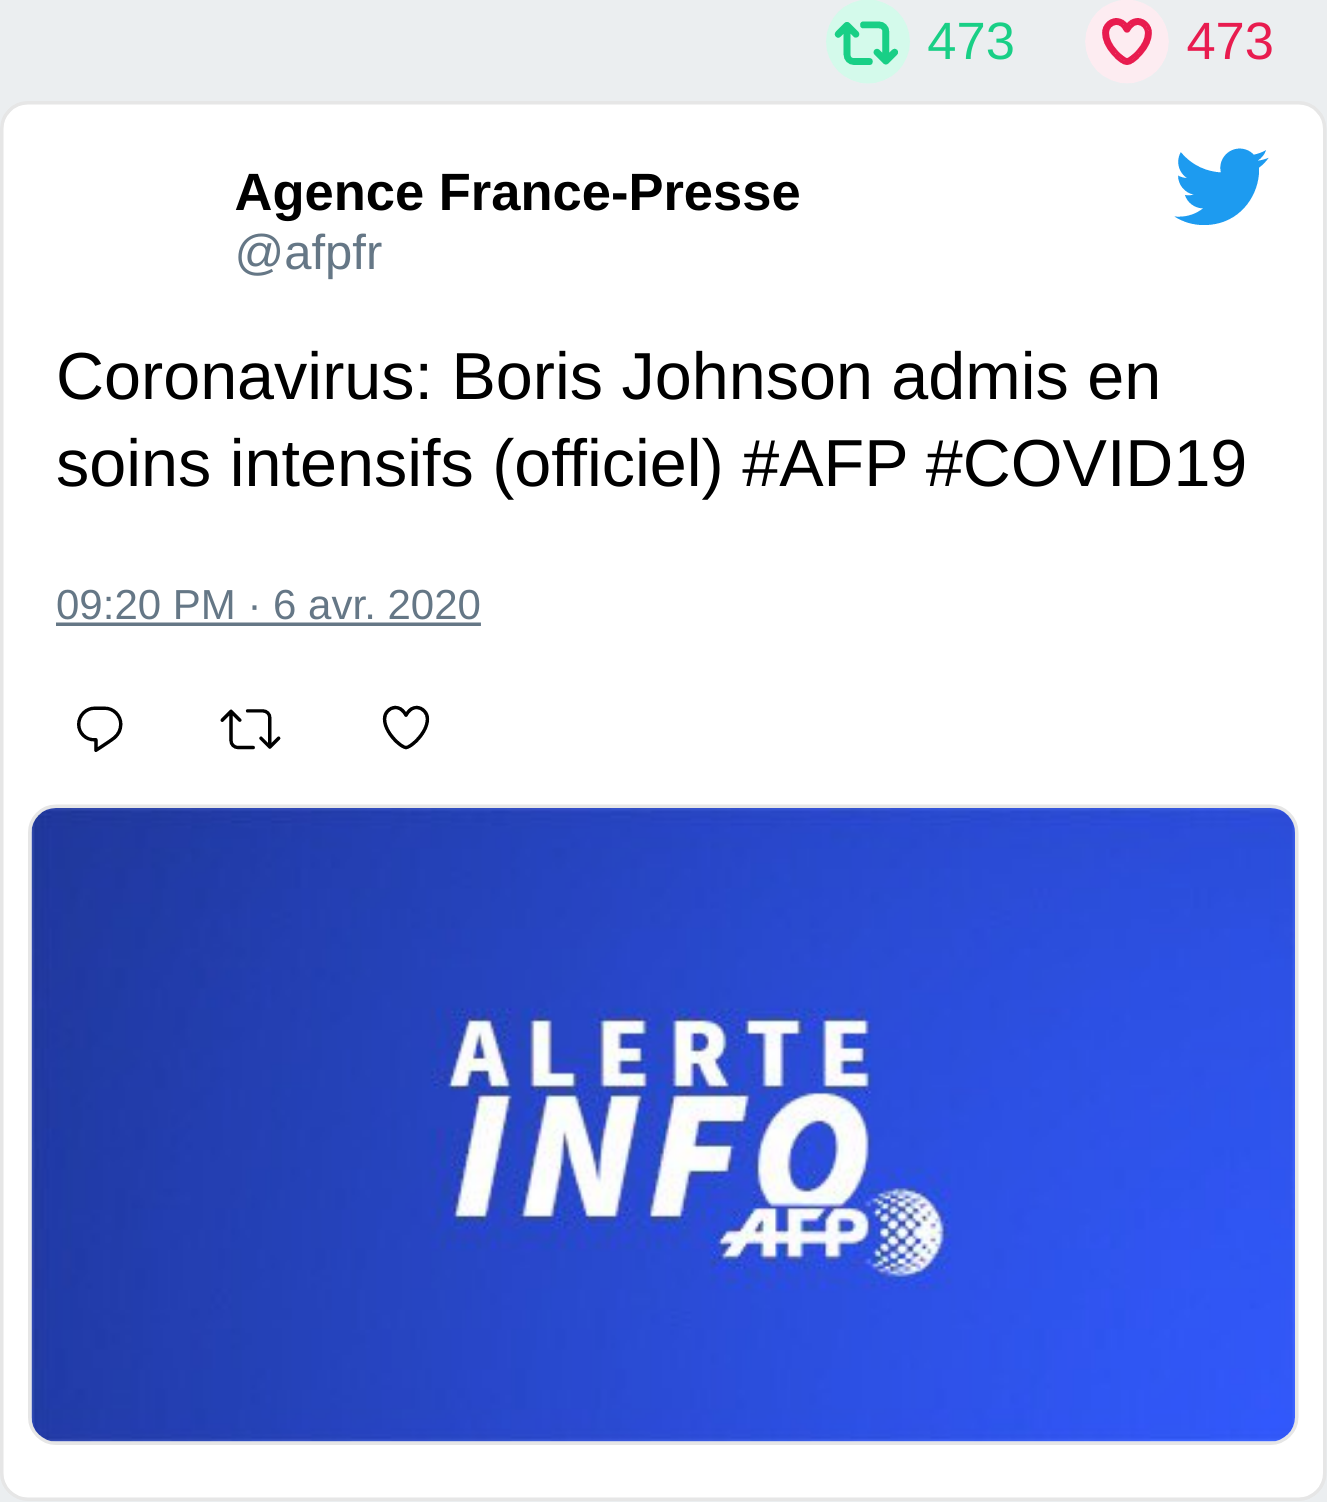 473 473
Agence France-Presse
@afpfr
Coronavirus: Boris Johnson admis en
soins intensifs (officiel) #AFP #COVID19
09:20 PM · 6 avr. 2020
ALERTE
INFO
AFP